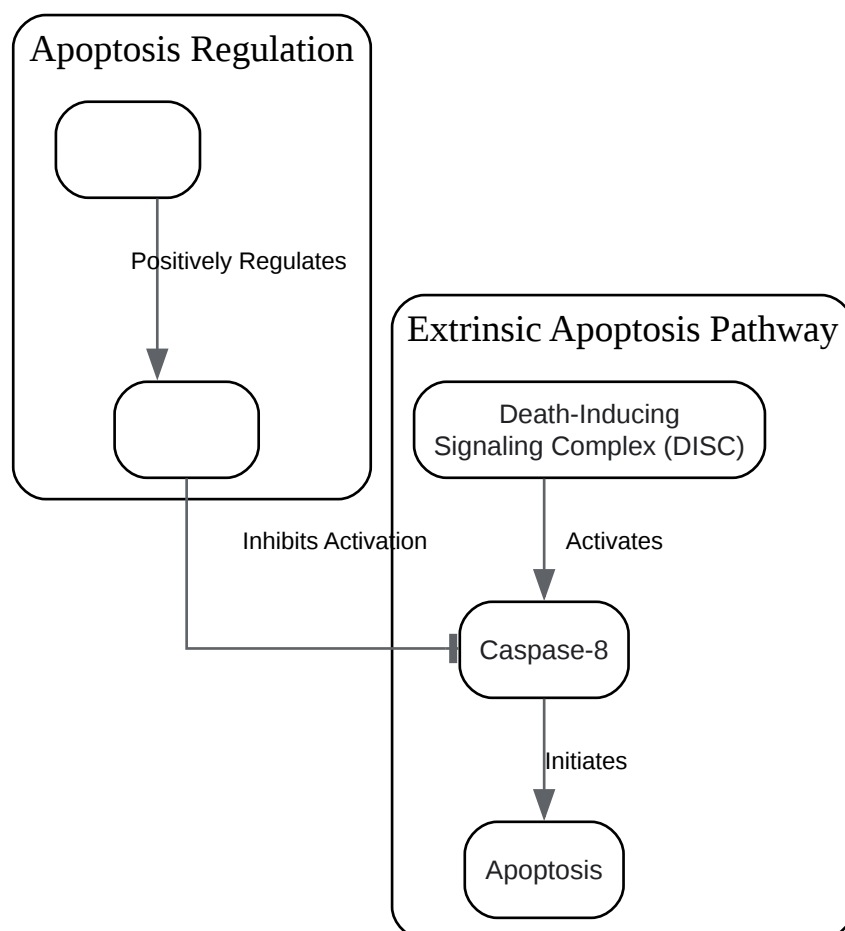 Apoptosis Regulation
Positively Regulates
Extrinsic Apoptosis Pathway
Death-Inducing
Signaling Complex (DISC)
Inhibits Activation
Activates
Caspase-8
Initiates
Apoptosis